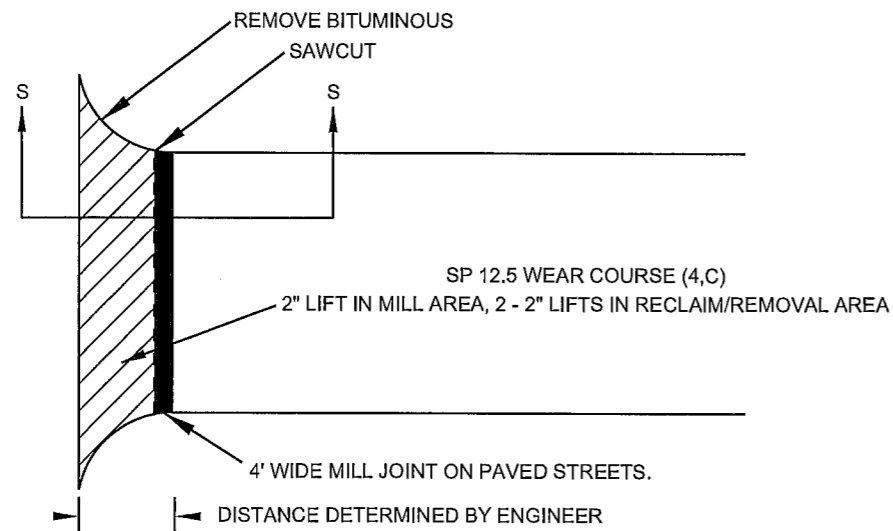 REMOVE BITUMINOUS
SAWCUT
S
S
SP 12.5 WEAR COURSE (4,C)
2" LIFT IN MILL AREA, 2 - 2" LIFTS IN RECLAIM/REMOVAL AREA
4' WIDE MILL JOINT ON PAVED STREETS.
DISTANCE DETERMINED BY ENGINEER